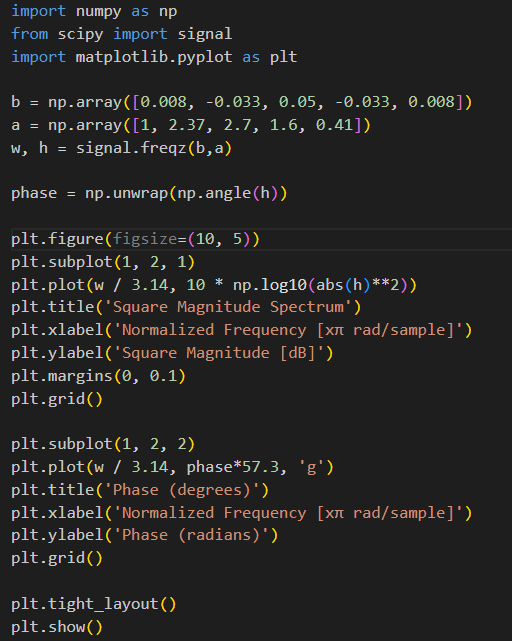 import numpy as np
from scipy import signal
import matplotlib.pyplot as plt

b = np.array([0.008, -0.033, 0.05, -0.033, 0.008])
a = np.array([1, 2.37, 2.7, 1.6, 0.41])
w, h = signal.freqz(b,a)

phase = np.unwrap(np.angle(h))

plt.figure(figsize=(10, 5))
plt.subplot(1, 2, 1)
plt.plot(w / 3.14, 10 * np.log10(abs(h)**2))
plt.title('Square Magnitude Spectrum')
plt.xlabel('Normalized Frequency [xπ rad/sample]')
plt.ylabel('Square Magnitude [dB]')
plt.margins(0, 0.1)
plt.grid()

plt.subplot(1, 2, 2)
plt.plot(w / 3.14, phase*57.3, 'g')
plt.title('Phase (degrees)')
plt.xlabel('Normalized Frequency [xπ rad/sample]')
plt.ylabel('Phase (radians)')
plt.grid()

plt.tight_layout()
plt.show()